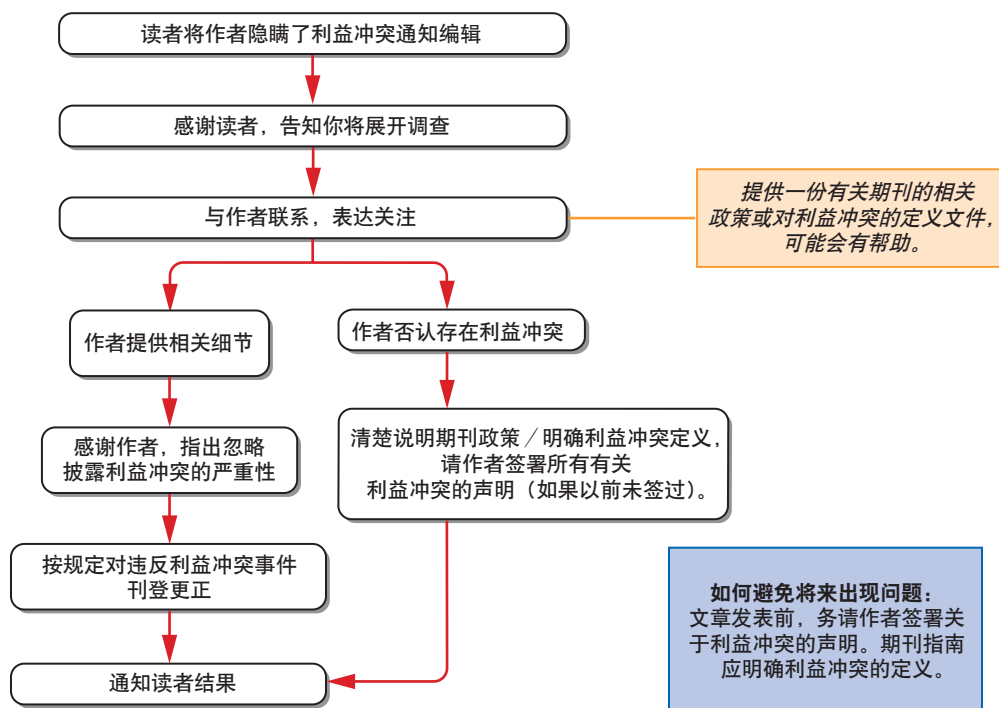 读者将作者隐瞒了利益冲突通知编辑
感谢读者，告知你将展开调查
与作者联系，表达关注
提供一份有关期刊的相关
政策或对利益冲突的定义文件，
可能会有帮助。
作者提供相关细节
作者否认存在利益冲突
感谢作者，指出忽略
披露利益冲突的严重性
清楚说明期刊政策／明确利益冲突定义，
请作者签署所有有关
利益冲突的声明（如果以前未签过）。
按规定对违反利益冲突事件
刊登更正
通知读者结果
如何避免将来出现问题：
文章发表前，务请作者签署关
于利益冲突的声明。期刊指南
应明确利益冲突的定义。